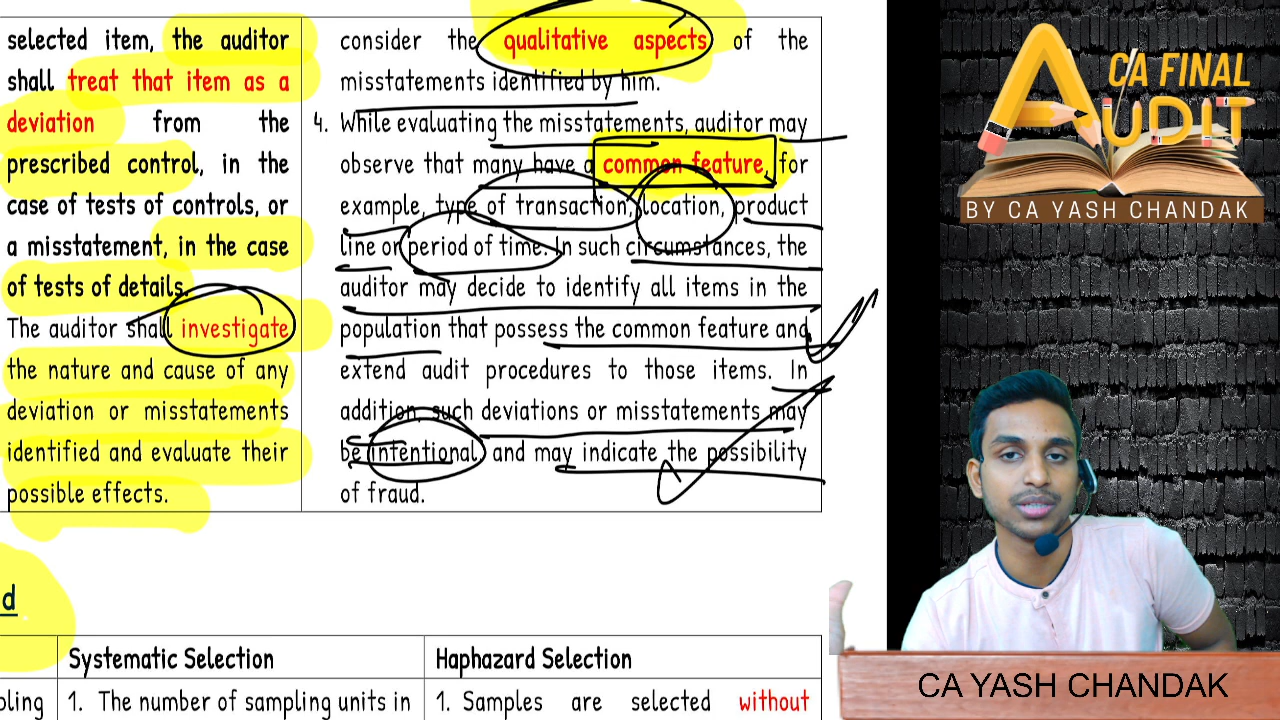 selected item, the auditor
shall treat that item as a
deviation from the
prescribed control, in the
case of tests of controls, or
a misstatement, in the case
of tests of details.
The auditor shall investigate
the nature and cause of any
deviation or misstatements
identified and evaluate their
possible effects.
consider the qualitative aspects of the
misstatements identified by him.
4. While evaluating the misstatements, auditor may
observe that many have a common feature, for
example, type of transaction, location, product
line or period of time. In such circumstances, the
auditor may decide to identify all items in the
population that possess the common feature and
extend audit procedures to those items. In
addition, such deviations or misstatements may
be intentional, and may indicate the possibility
of fraud.
d
Systematic Selection
Haphazard Selection
pling
1. The number of sampling units in
1. Samples are selected without
CA FINAL
AUDIT
BY CA YASH CHANDAK
CA YASH CHANDAK